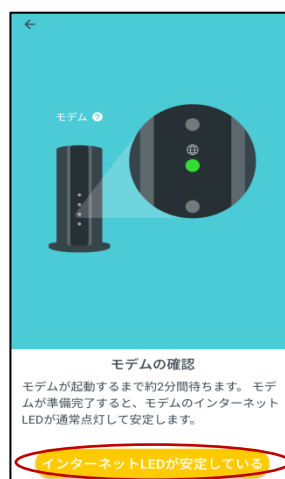 モデム
モデムの確認
モデムが起動するまで約2分間待ちます。 モデ
ムが準備完了すると、モデムのインターネット
LEDが通常点灯して安定します。
インターネットLEDが安定している